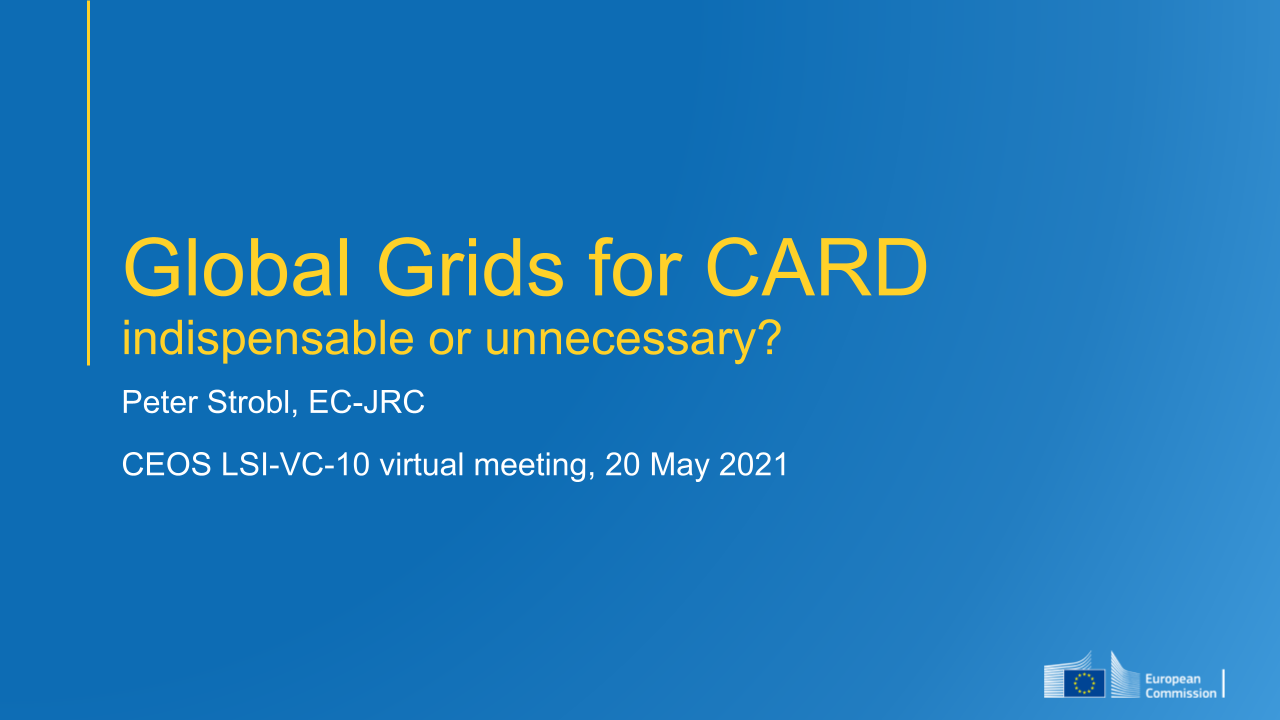 Global Grids for CARD
indispensable or unnecessary?
Peter Strobl, EC-JRC
CEOS LSI-VC-10 virtual meeting, 20 May 2021
European
Commission